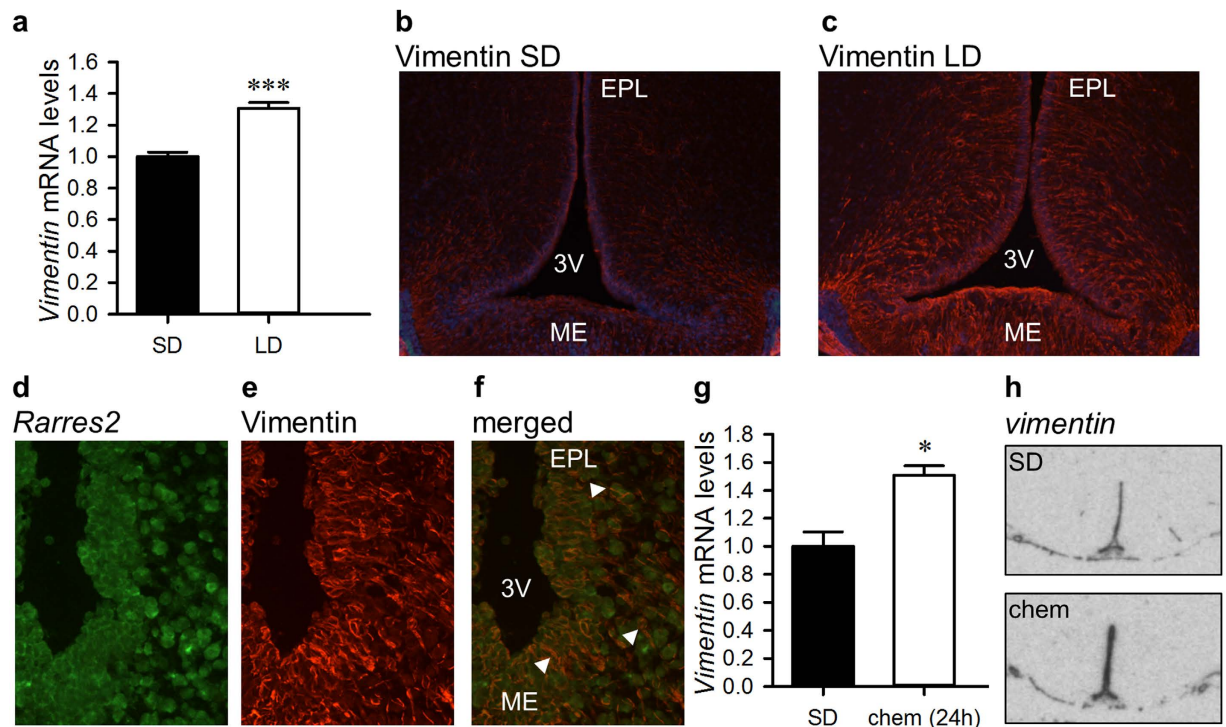 a
Vimentin mRNA levels
1.6
1.4
1.2
1.0
0.8
0.6
0.4
0.2
0.0
***
SD
LD
b
Vimentin SD
EPL
3V
ME
c
Vimentin LD
EPL
3V
ME
d
Rarres2
e
Vimentin
f
merged
EPL
3V
ME
g
Vimentin mRNA levels
1.8
1.6
1.4
1.2
1.0
0.8
0.6
0.4
0.2
0.0
*
SD
chem (24h)
h
vimentin
SD
chem